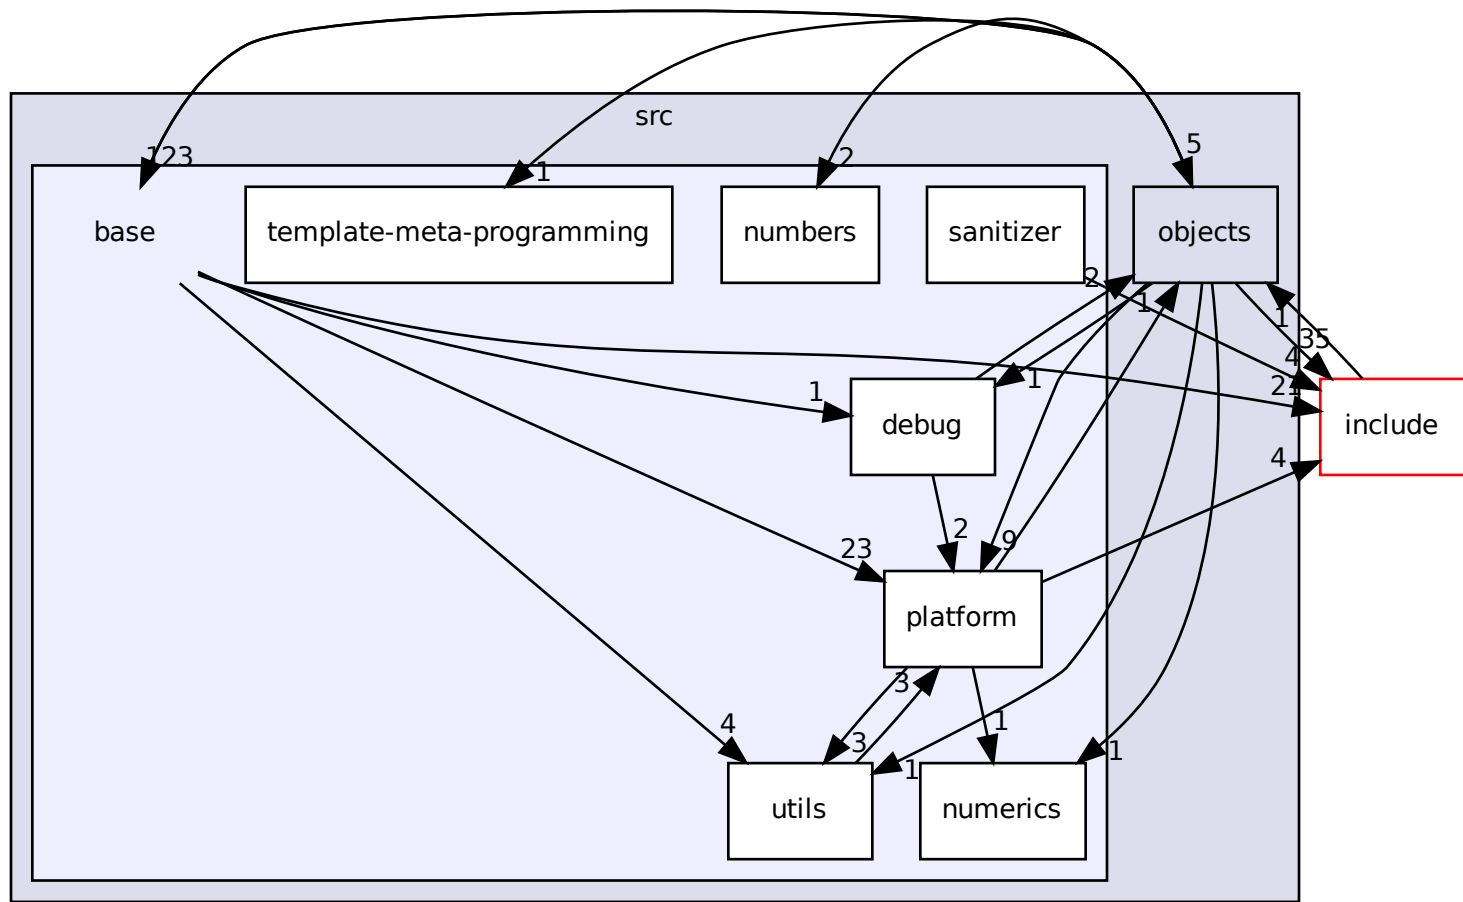 src
123
1
2
5
base
template-meta-programming
numbers
sanitizer
objects
2
1
1
35
4
1
1
21
debug
include
4
2
9
23
platform
3
1
4
3
1
1
utils
numerics